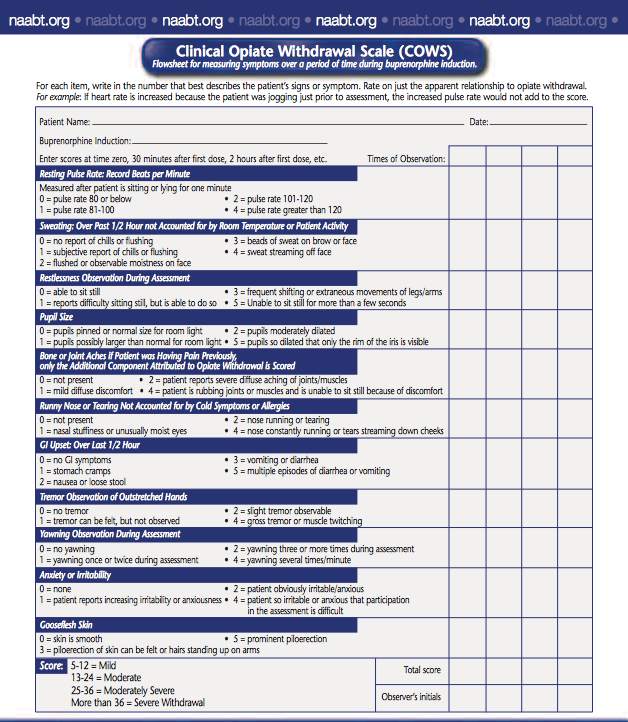 naabt.org • naabt.org • naabt.org • naabt.org • naabt.org • naabt.org • naabt.org • naabt.org •
Clinical Opiate Withdrawal Scale (COWS)
Flowsheet for measuring symptoms over a period of time during buprenorphine induction.
For each item, write in the number that best describes the patient's signs or symptom. Rate on just the apparent relationship to opiate withdrawal.
For example: If heart rate is increased because the patient was jogging just prior to assessment, the increased pulse rate would not add to the score.
Patient Name: Date:
Buprenorphine Induction:
Enter scores at time zero, 30 minutes after first dose, 2 hours after first dose, etc. Times of Observation:
Resting Pulse Rate: Record Beats per Minute
Measured after patient is sitting or lying for one minute
0 = pulse rate 80 or below • 2 = pulse rate 101-120
1 = pulse rate 81-100 • 4 = pulse rate greater than 120
Sweating: Over Past 1/2 Hour not Accounted for by Room Temperature or Patient Activity
0 = no report of chills or flushing • 3 = beads of sweat on brow or face
1 = subjective report of chills or flushing • 4 = sweat streaming off face
2 = flushed or observable moistness on face
Restlessness Observation During Assessment
0 = able to sit still • 3 = frequent shifting or extraneous movements of legs/arms
1 = reports difficulty sitting still, but is able to do so • 5 = Unable to sit still for more than a few seconds
Pupil Size
0 = pupils pinned or normal size for room light • 2 = pupils moderately dilated
1 = pupils possibly larger than normal for room light • 5 = pupils so dilated that only the rim of the iris is visible
Bone or Joint Aches if Patient was Having Pain Previously,
only the Additional Component Attributed to Opiate Withdrawal is Scored
0 = not present • 2 = patient reports severe diffuse aching of joints/muscles
1 = mild diffuse discomfort • 4 = patient is rubbing joints or muscles and is unable to sit still because of discomfort
Runny Nose or Tearing Not Accounted for by Cold Symptoms or Allergies
0 = not present • 2 = nose running or tearing
1 = nasal stuffiness or unusually moist eyes • 4 = nose constantly running or tears streaming down cheeks
GI Upset: Over Last 1/2 Hour
0 = no GI symptoms • 3 = vomiting or diarrhea
1 = stomach cramps • 5 = multiple episodes of diarrhea or vomiting
2 = nausea or loose stool
Tremor Observation of Outstretched Hands
0 = no tremor • 2 = slight tremor observable
1 = tremor can be felt, but not observed • 4 = gross tremor or muscle twitching
Yawning Observation During Assessment
0 = no yawning • 2 = yawning three or more times during assessment
1 = yawning once or twice during assessment • 4 = yawning several times/minute
Anxiety or Irritability
0 = none • 2 = patient obviously irritable/anxious
1 = patient reports increasing irritability or anxiousness • 4 = patient so irritable or anxious that participation
in the assessment is difficult
Gooseflesh Skin
0 = skin is smooth • 5 = prominent piloerection
3 = piloerection of skin can be felt or hairs standing up on arms
Score: 5-12 = Mild
13-24 = Moderate
25-36 = Moderately Severe
More than 36 = Severe Withdrawal
Total score
Observer's initials